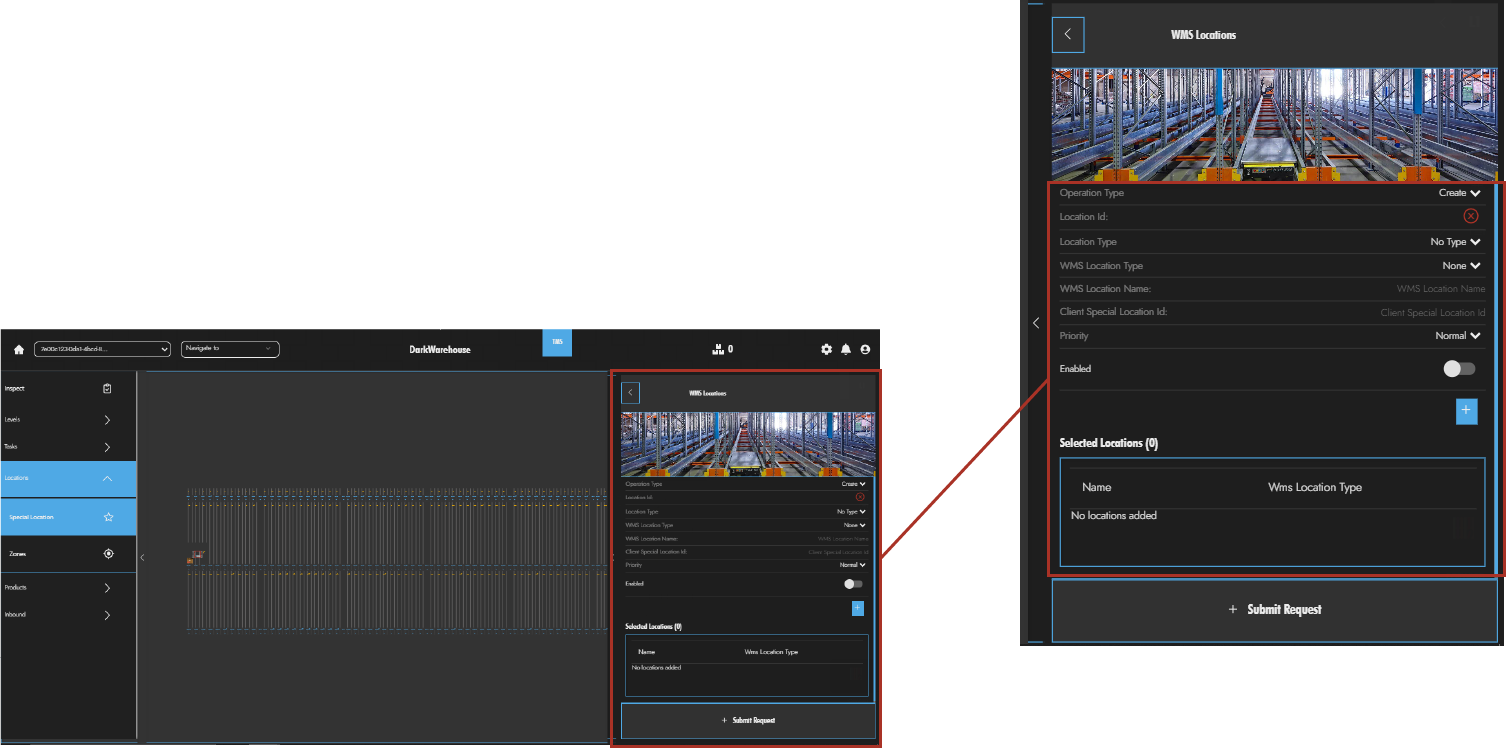 7e00c123-0da1-4bcd-8...
Navigate to
DarkWarehouse
TMS
0
Inspect
Levels
Tasks
Locations
Special Location
Zones
Products
Inbound
WMS Locations
Operation Type Create
Location Id:
Location Type No Type
WMS Location Type None
WMS Location Name: WMS Location Name
Client Special Location Id: Client Special Location Id
Priority Normal
Enabled
+
Selected Locations (0)
Name Wms Location Type
No locations added
+ Submit Request
WMS Locations
Operation Type Create
Location Id:
Location Type No Type
WMS Location Type None
WMS Location Name: WMS Location Name
Client Special Location Id: Client Special Location Id
Priority Normal
Enabled
+
Selected Locations (0)
Name Wms Location Type
No locations added
+ Submit Request